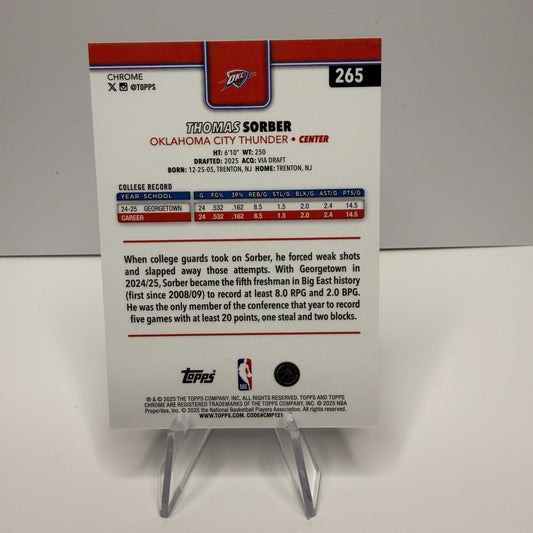 CHROME
X @TOPPS
OKC
265
THOMAS SORBER
OKLAHOMA CITY THUNDER • CENTER
HT: 6'10" WT: 250
DRAFTED: 2025 ACQ: VIA DRAFT
BORN: 12-25-05, TRENTON, NJ HOME: TRENTON, NJ
COLLEGE RECORD
YEAR SCHOOL G FG% 3P% REB/G STL/G BLK/G AST/G PTS/G
24-25 GEORGETOWN 24 .532 .162 8.5 1.5 2.0 2.4 14.5
CAREER 24 .532 .162 8.5 1.5 2.0 2.4 14.5
When college guards took on Sorber, he forced weak shots
and slapped away those attempts. With Georgetown in
2024/25, Sorber became the fifth freshman in Big East history
(first since 2008/09) to record at least 8.0 RPG and 2.0 BPG.
He was the only member of the conference that year to record
five games with at least 20 points, one steal and two blocks.
Topps
NBA
® & © 2025 THE TOPPS COMPANY, INC. ALL RIGHTS RESERVED. TOPPS AND TOPPS
CHROME ARE REGISTERED TRADEMARKS OF THE TOPPS COMPANY, INC. © 2025 NBA
Properties, Inc. © 2025 the National Basketball Players Association. All rights reserved.
WWW.TOPPS.COM. CODE#CMP121